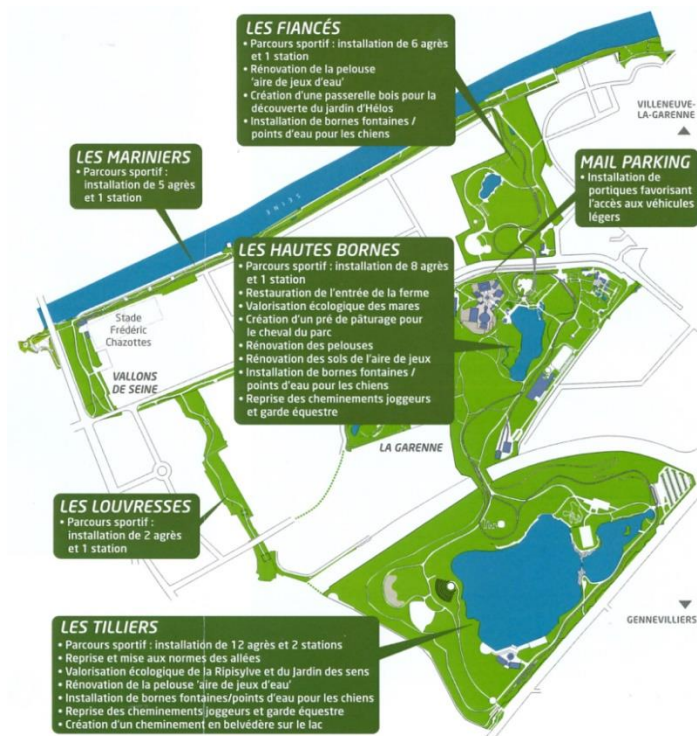 LES FIANCÉS
• Parcours sportif : installation de 6 agrès
et 1 station
• Rénovation de la pelouse
'aire de jeux d'eau'
• Création d'une passerelle bois pour la
découverte du jardin d'Hélos
• Installation de bornes fontaines /
points d'eau pour les chiens
VILLENEUVE-
LA-GARENNE
LES MARINIERS
• Parcours sportif :
installation de 5 agrès
et 1 station
MAIL PARKING
• Installation de
portiques favorisant
l'accès aux véhicules
légers
SEINE
LES HAUTES BORNES
• Parcours sportif : installation de 8 agrès
et 1 station
• Restauration de l'entrée de la ferme
• Valorisation écologique des mares
• Création d'un pré de pâturage pour
le cheval du parc
• Rénovation des pelouses
• Rénovation des sols de l'aire de jeux
• Installation de bornes fontaines /
points d'eau pour les chiens
• Reprise des cheminements joggeurs
et garde équestre
Stade
Frédéric
Chazottes
VALLONS
DE SEINE
LA GARENNE
LES LOUVRESSES
• Parcours sportif :
installation de 2 agrès
et 1 station
GENNEVILLIERS
LES TILLIERS
• Parcours sportif : installation de 12 agrès et 2 stations
• Reprise et mise aux normes des allées
• Valorisation écologique de la Ripisylve et du Jardin des sens
• Rénovation de la pelouse 'aire de jeux d'eau'
• Installation de bornes fontaines/points d'eau pour les chiens
• Reprise des cheminements joggeurs et garde équestre
• Création d'un cheminement en belvédère sur le lac